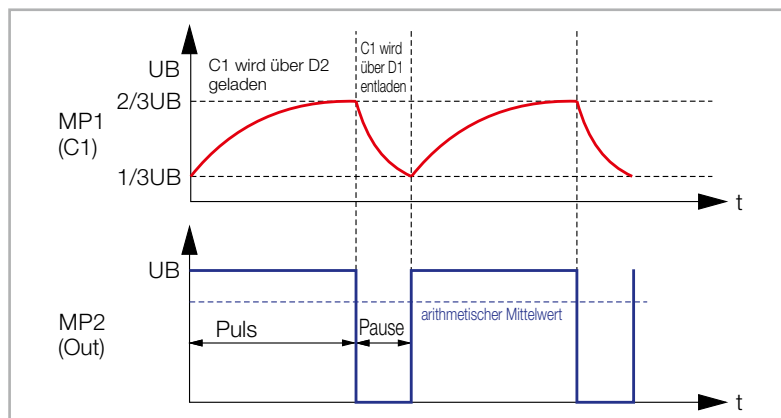 UB
C1 wird über D2
geladen
C1 wird
über D1
entladen
2/3UB
MP1
(C1)
1/3UB
t
UB
arithmetischer Mittelwert
MP2
(Out)
Puls
Pause
t